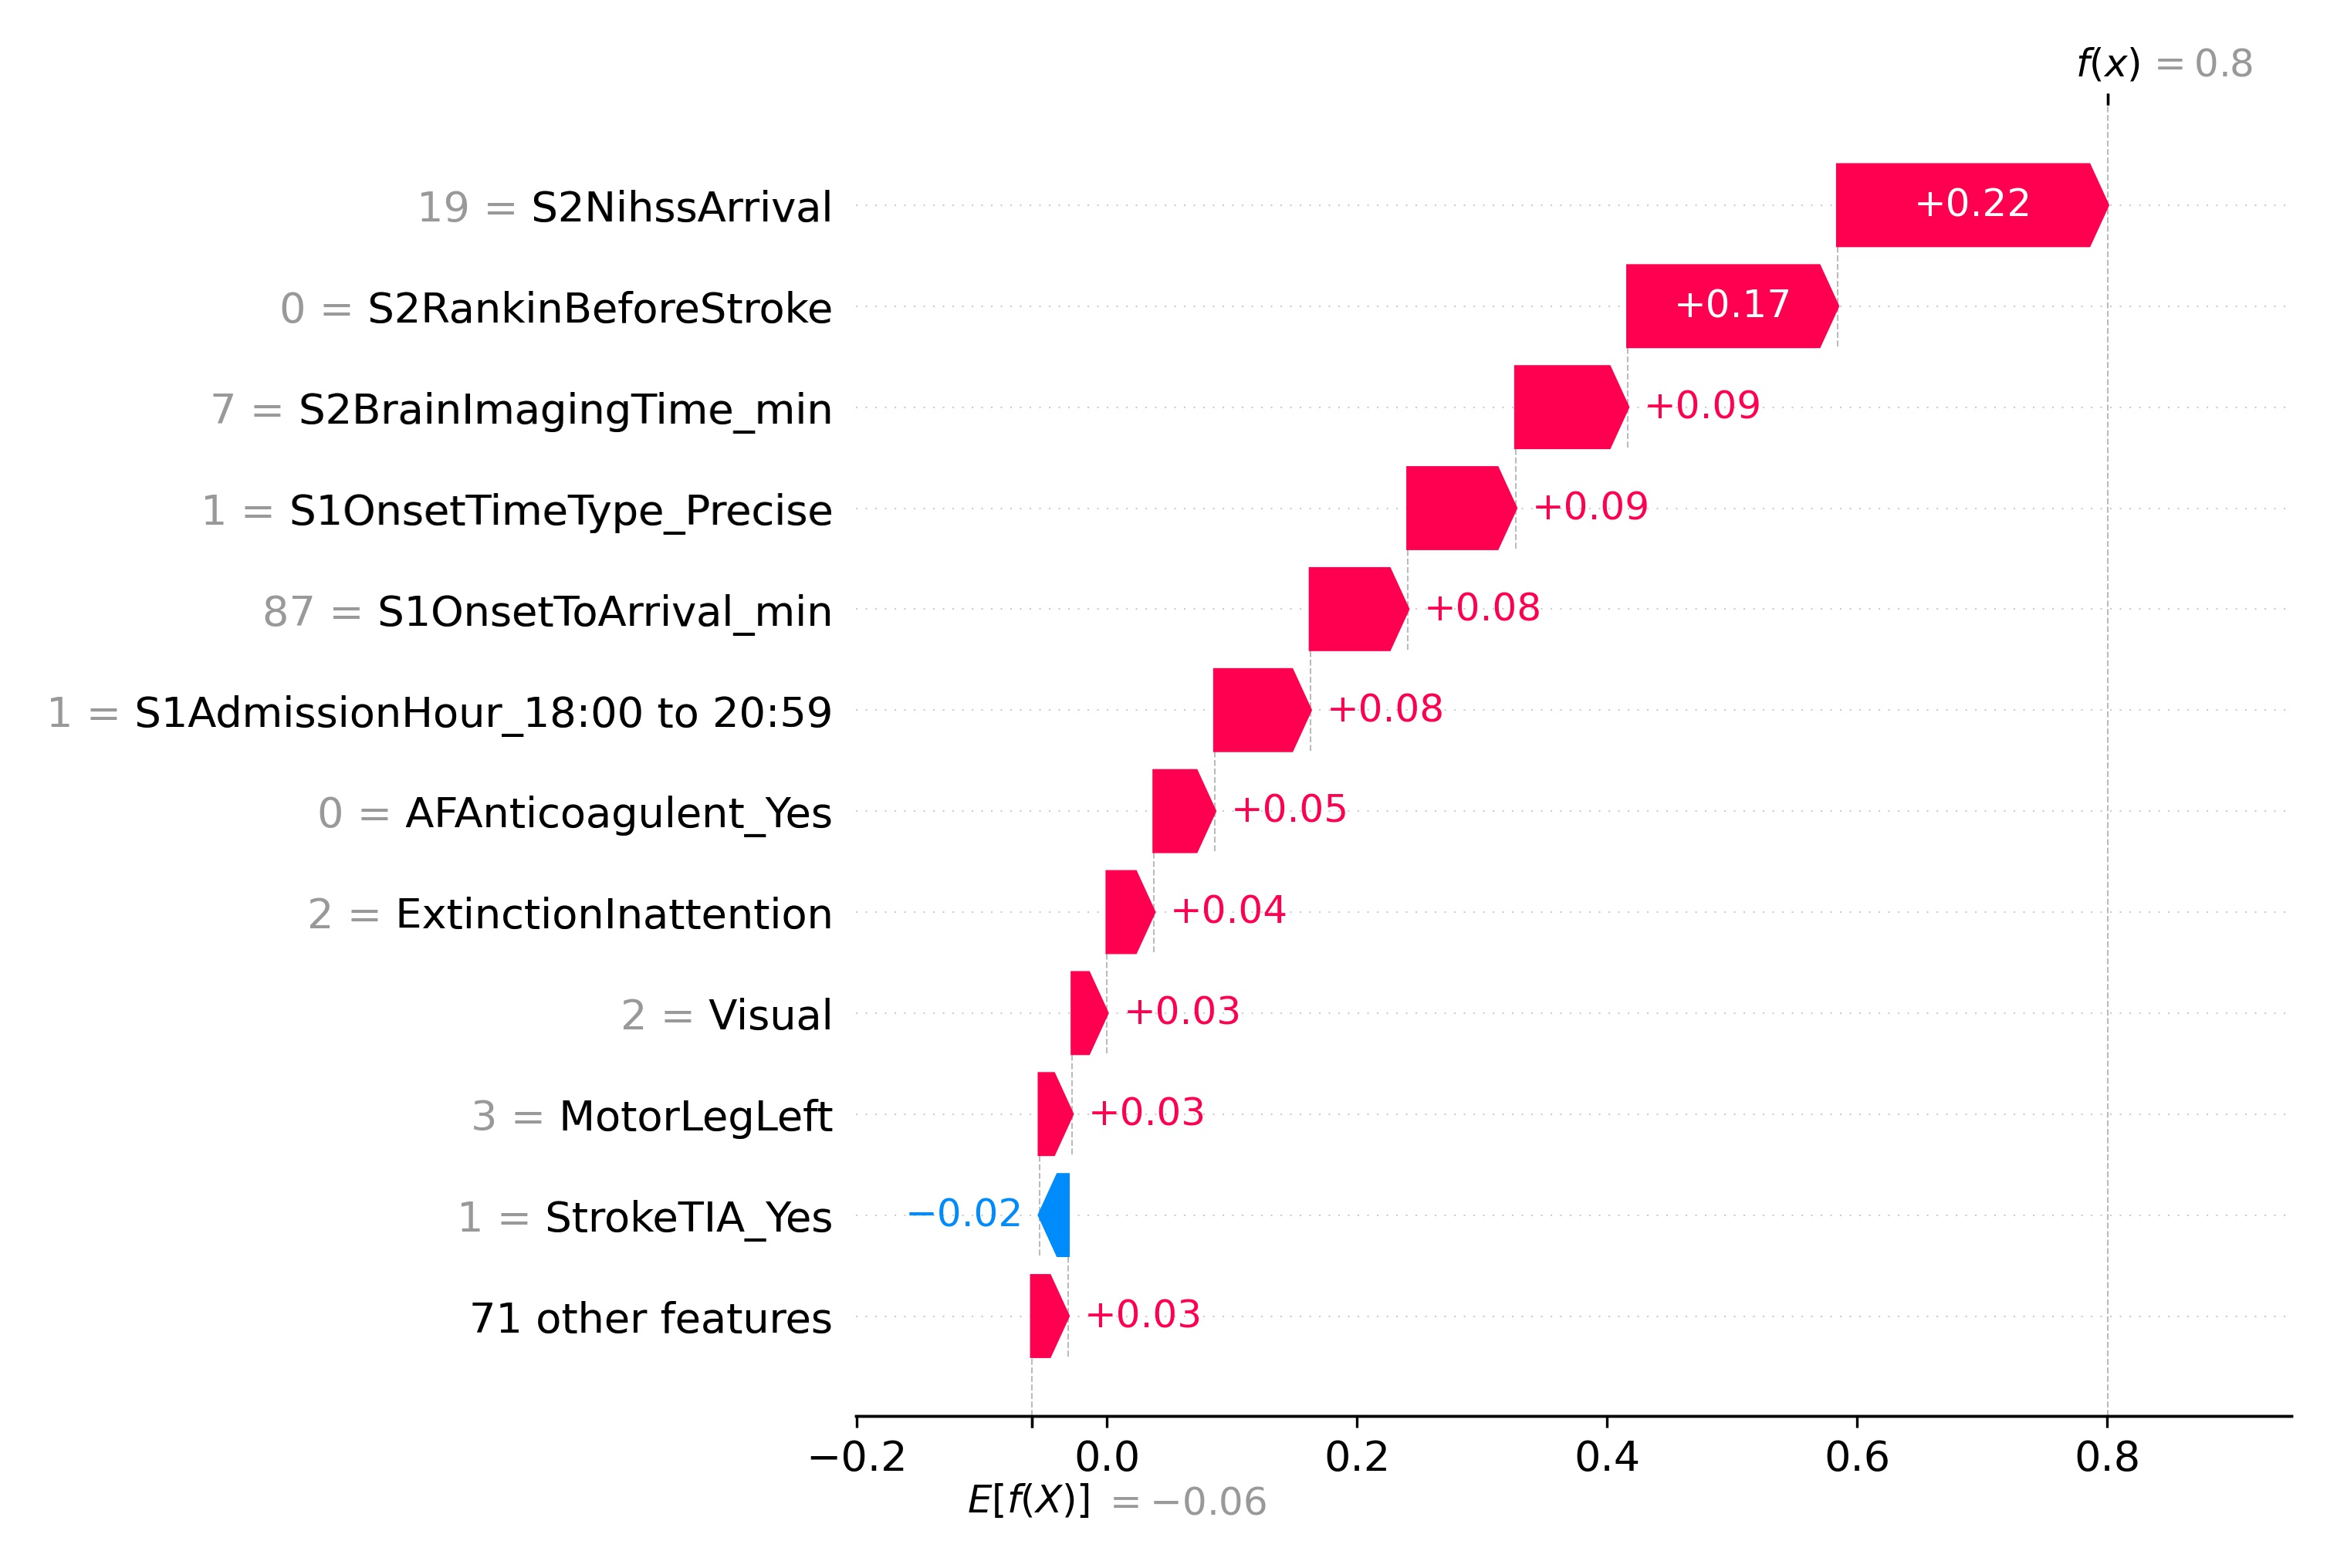 f(x) = 0.8
19 = S2NihssArrival +0.22
0 = S2RankinBeforeStroke +0.17
7 = S2BrainImagingTime_min +0.09
1 = S1OnsetTimeType_Precise +0.09
87 = S1OnsetToArrival_min +0.08
1 = S1AdmissionHour_18:00 to 20:59 +0.08
0 = AFAnticoagulent_Yes +0.05
2 = ExtinctionInattention +0.04
2 = Visual +0.03
3 = MotorLegLeft +0.03
1 = StrokeTIA_Yes −0.02
71 other features +0.03
−0.2 0.0 0.2 0.4 0.6 0.8
E[f(X)] = −0.06